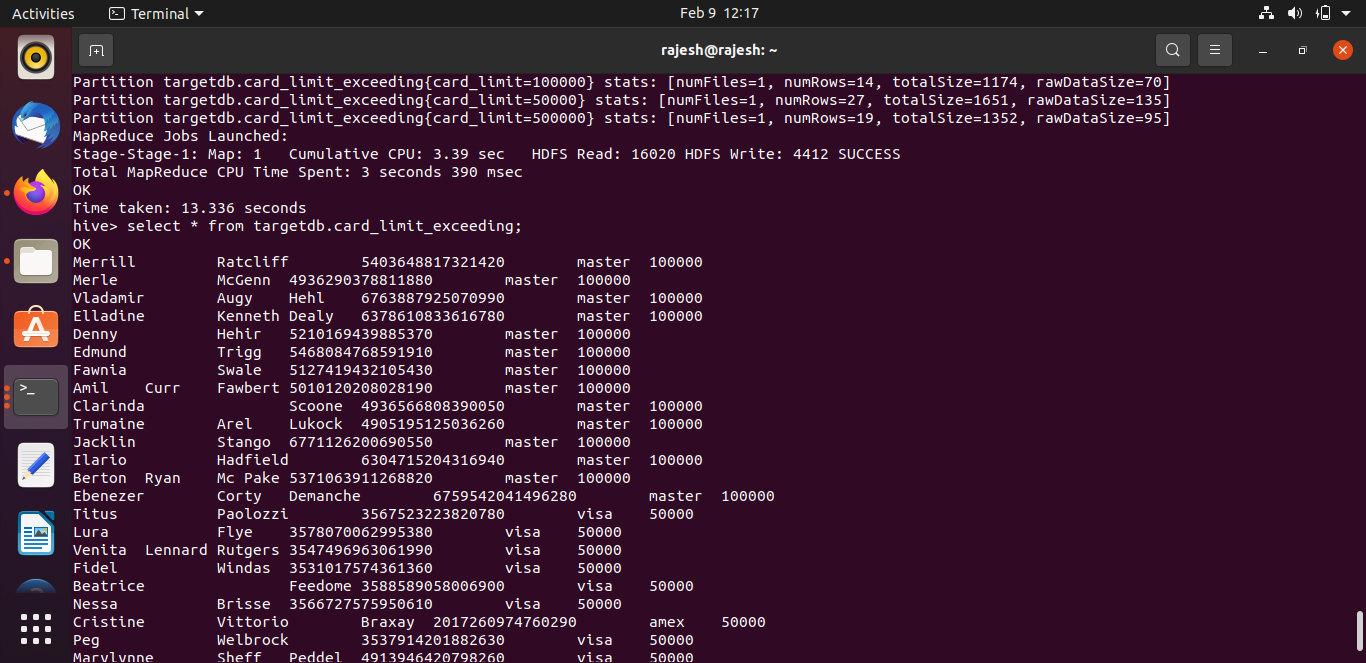 Activities Terminal Feb 9 12:17
rajesh@rajesh: ~
Partition targetdb.card_limit_exceeding{card_limit=100000} stats: [numFiles=1, numRows=14, totalSize=1174, rawDataSize=70]
Partition targetdb.card_limit_exceeding{card_limit=50000} stats: [numFiles=1, numRows=27, totalSize=1651, rawDataSize=135]
Partition targetdb.card_limit_exceeding{card_limit=500000} stats: [numFiles=1, numRows=19, totalSize=1352, rawDataSize=95]
MapReduce Jobs Launched:
Stage-Stage-1: Map: 1 Cumulative CPU: 3.39 sec HDFS Read: 16020 HDFS Write: 4412 SUCCESS
Total MapReduce CPU Time Spent: 3 seconds 390 msec
OK
Time taken: 13.336 seconds
hive> select * from targetdb.card_limit_exceeding;
OK
Merrill Ratcliff 5403648817321420 master 100000
Merle McGenn 4936290378811880 master 100000
Vladamir Augy Hehl 6763887925070990 master 100000
Elladine Kenneth Dealy 6378610833616780 master 100000
Denny Hehir 5210169439885370 master 100000
Edmund Trigg 5468084768591910 master 100000
Fawnia Swale 5127419432105430 master 100000
Amil Curr Fawbert 5010120208028190 master 100000
Clarinda Scoone 4936566808390050 master 100000
Trumaine Arel Lukock 4905195125036260 master 100000
Jacklin Stango 6771126200690550 master 100000
Ilario Hadfield 6304715204316940 master 100000
Berton Ryan Mc Pake 5371063911268820 master 100000
Ebenezer Corty Demanche 6759542041496280 master 100000
Titus Paolozzi 3567523223820780 visa 50000
Lura Flye 3578070062995380 visa 50000
Venita Lennard Rutgers 3547496963061990 visa 50000
Fidel Windas 3531017574361360 visa 50000
Beatrice Feedome 3588589058006900 visa 50000
Nessa Brisse 3566727575950610 visa 50000
Cristine Vittorio Braxay 2017260974760290 amex 50000
Peg Welbrock 3537914201882630 visa 50000
Marylynne Sheff Peddel 4913946420798260 visa 50000